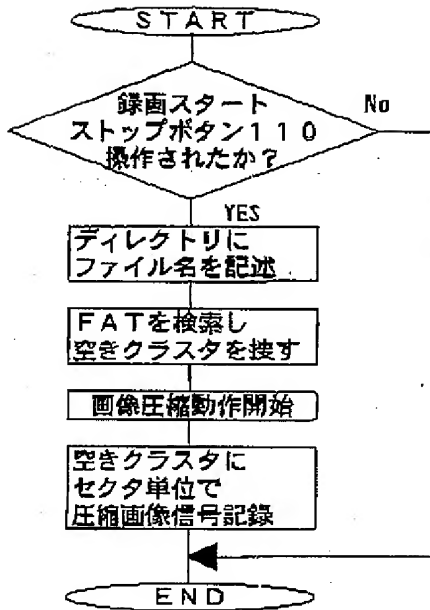 START
録画スタート
ストップボタン110
操作されたか?
No
YES
ディレクトリに
ファイル名を記述
FATを検索し
空きクラスタを捜す
画像圧縮動作開始
空きクラスタに
セクタ単位で
圧縮画像信号記録
END